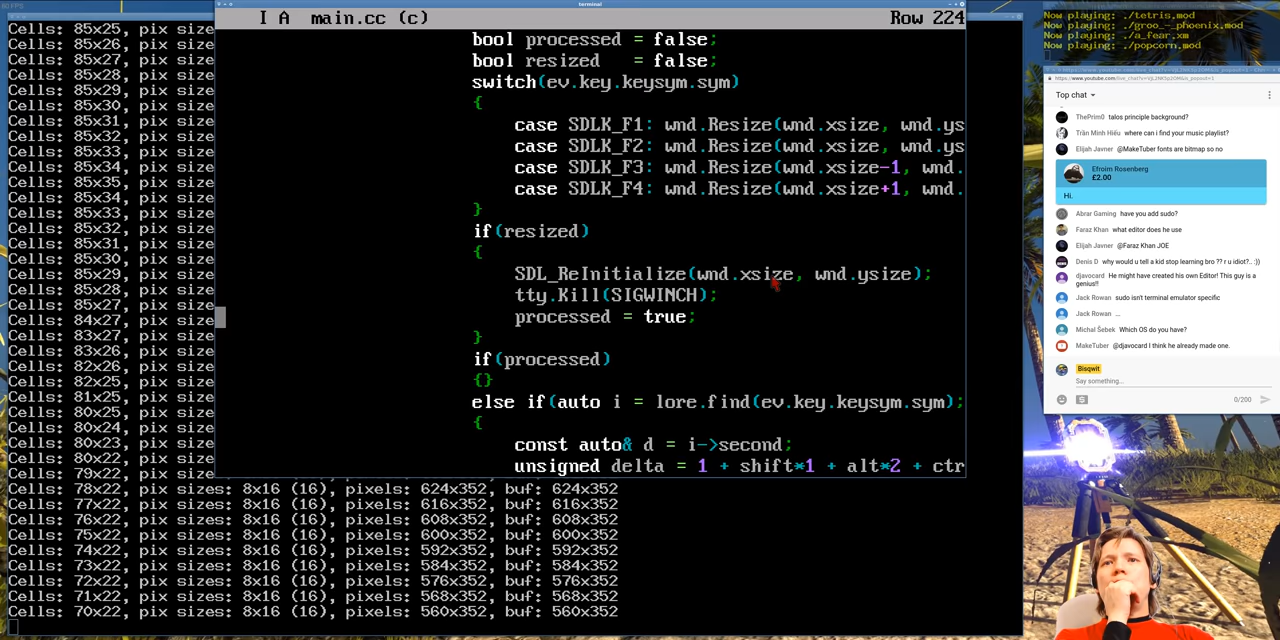 80 FPS
terminal
I A main.cc (c)
Row 224
bool processed = false;
bool resized = false;
switch(ev.key.keysym.sym)
{
case SDLK_F1: wnd.Resize(wnd.xsize, wnd.ys
case SDLK_F2: wnd.Resize(wnd.xsize, wnd.ys
case SDLK_F3: wnd.Resize(wnd.xsize-1, wnd.
case SDLK_F4: wnd.Resize(wnd.xsize+1, wnd.
}
if(resized)
{
SDL_ReInitialize(wnd.xsize, wnd.ysize);
tty.Kill(SIGWINCH);
processed = true;
}
if(processed)
{}
else if(auto i = lore.find(ev.key.keysym.sym);
{
const auto& d = i->second;
unsigned delta = 1 + shift*1 + alt*2 + ctr
Cells: 85x25, pix size
Cells: 85x26, pix size
Cells: 85x27, pix size
Cells: 85x28, pix size
Cells: 85x29, pix size
Cells: 85x30, pix size
Cells: 85x31, pix size
Cells: 85x32, pix size
Cells: 85x33, pix size
Cells: 85x34, pix size
Cells: 85x35, pix size
Cells: 85x34, pix size
Cells: 85x33, pix size
Cells: 85x32, pix size
Cells: 85x31, pix size
Cells: 85x30, pix size
Cells: 85x29, pix size
Cells: 85x28, pix size
Cells: 85x27, pix size
Cells: 84x27, pix size
Cells: 83x27, pix size
Cells: 83x26, pix size
Cells: 82x26, pix size
Cells: 82x25, pix size
Cells: 81x25, pix size
Cells: 80x25, pix size
Cells: 80x24, pix size
Cells: 80x23, pix size
Cells: 80x22, pix size
Cells: 79x22, pix size
Cells: 78x22, pix sizes: 8x16 (16), pixels: 624x352, buf: 624x352
Cells: 77x22, pix sizes: 8x16 (16), pixels: 616x352, buf: 616x352
Cells: 76x22, pix sizes: 8x16 (16), pixels: 608x352, buf: 608x352
Cells: 75x22, pix sizes: 8x16 (16), pixels: 600x352, buf: 600x352
Cells: 74x22, pix sizes: 8x16 (16), pixels: 592x352, buf: 592x352
Cells: 73x22, pix sizes: 8x16 (16), pixels: 584x352, buf: 584x352
Cells: 72x22, pix sizes: 8x16 (16), pixels: 576x352, buf: 576x352
Cells: 71x22, pix sizes: 8x16 (16), pixels: 568x352, buf: 568x352
Cells: 70x22, pix sizes: 8x16 (16), pixels: 560x352, buf: 560x352
Now playing: ./tetris.mod
Now playing: ./groo_-_phoenix.mod
Now playing: ./a_fear.xm
Now playing: ./popcorn.mod
Top chat
ThePrim0 talos principle background?
Trần Minh Hiếu where can i find your music playlist?
Elijah Javner @MakeTuber fonts are bitmap so no
Efroim Rosenberg
£2.00
Hi.
Abrar Gaming have you add sudo?
Faraz Khan what editor does he use
Elijah Javner @Faraz Khan JOE
Denis D why would u tell a kid stop learning bro ?? r u idiot?.. :))
djavocard He might have created his own Editor! This guy is a
genius!!
Jack Rowan sudo isn't terminal emulator specific
Jack Rowan ...
Michal Šebek Which OS do you have?
MakeTuber @djavocard I think he already made one.
Bisqwit
Say something...
0/200